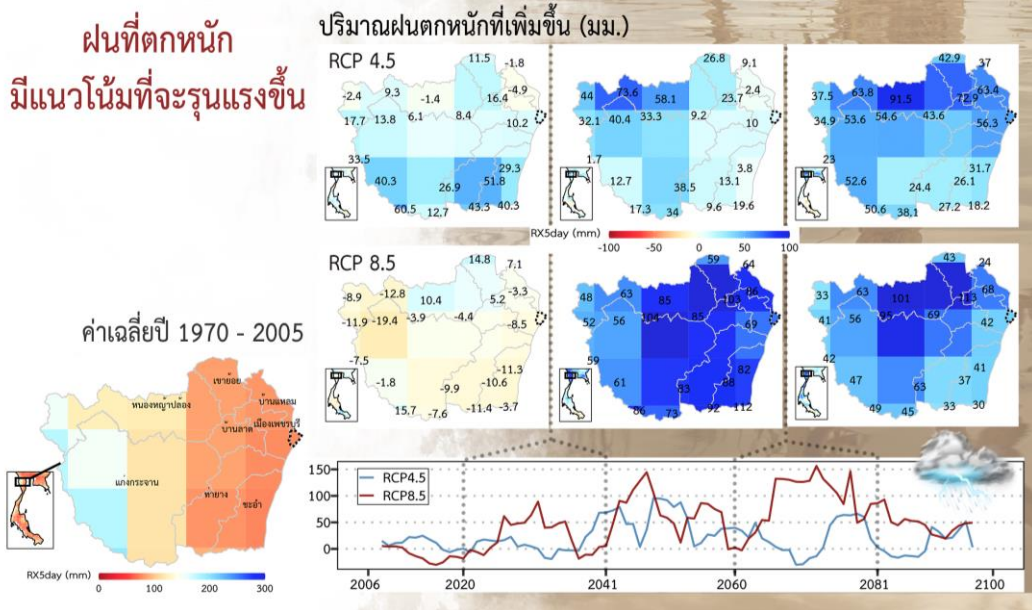 ฝนที่ตกหนัก
มีแนวโน้มที่จะรุนแรงขึ้น
ปริมาณฝนตกหนักที่เพิ่มขึ้น (มม.)
RCP 4.5
11.5 -1.8
-2.4 9.3 -1.4 16.4 -4.9
17.7 13.8 6.1 8.4 10.2
33.5 29.3
40.3 26.9 51.8
60.5 12.7 43.3 40.3
26.8 9.1
44 73.6 58.1 23.7 2.4
32.1 40.4 33.3 9.2 10
1.7 3.8
12.7 38.5 13.1
17.3 34 9.6 19.6
42.9 37
37.5 63.8 91.5 72.9 63.4
34.9 53.6 54.6 43.6 56.3
23 31.7
52.6 24.4 26.1
50.6 38.1 27.2 18.2
RX5day (mm) -100 -50 0 50 100
RCP 8.5
14.8 7.1
-8.9 -12.8 10.4 5.2 -3.3
-11.9 -19.4 -3.9 -4.4 -8.5
-7.5 -11.3
-1.8 -9.9 -10.6
15.7 -7.6 -11.4 -3.7
59 64
48 63 85 103 86
52 56 104 85 69
59 82
61 83 88
86 73 92 112
43 24
33 63 101 113 68
41 56 95 69 42
42 41
47 63 37
49 45 33 30
ค่าเฉลี่ยปี 1970 - 2005
เขาย้อย
หนองหญ้าปล้อง บ้านแหลม
บ้านลาด เมืองเพชรบุรี
แก่งกระจาน ท่ายาง ชะอำ
RX5day (mm) 0 100 200 300
RCP4.5
RCP8.5
150
100
50
0
2006 2020 2041 2060 2081 2100